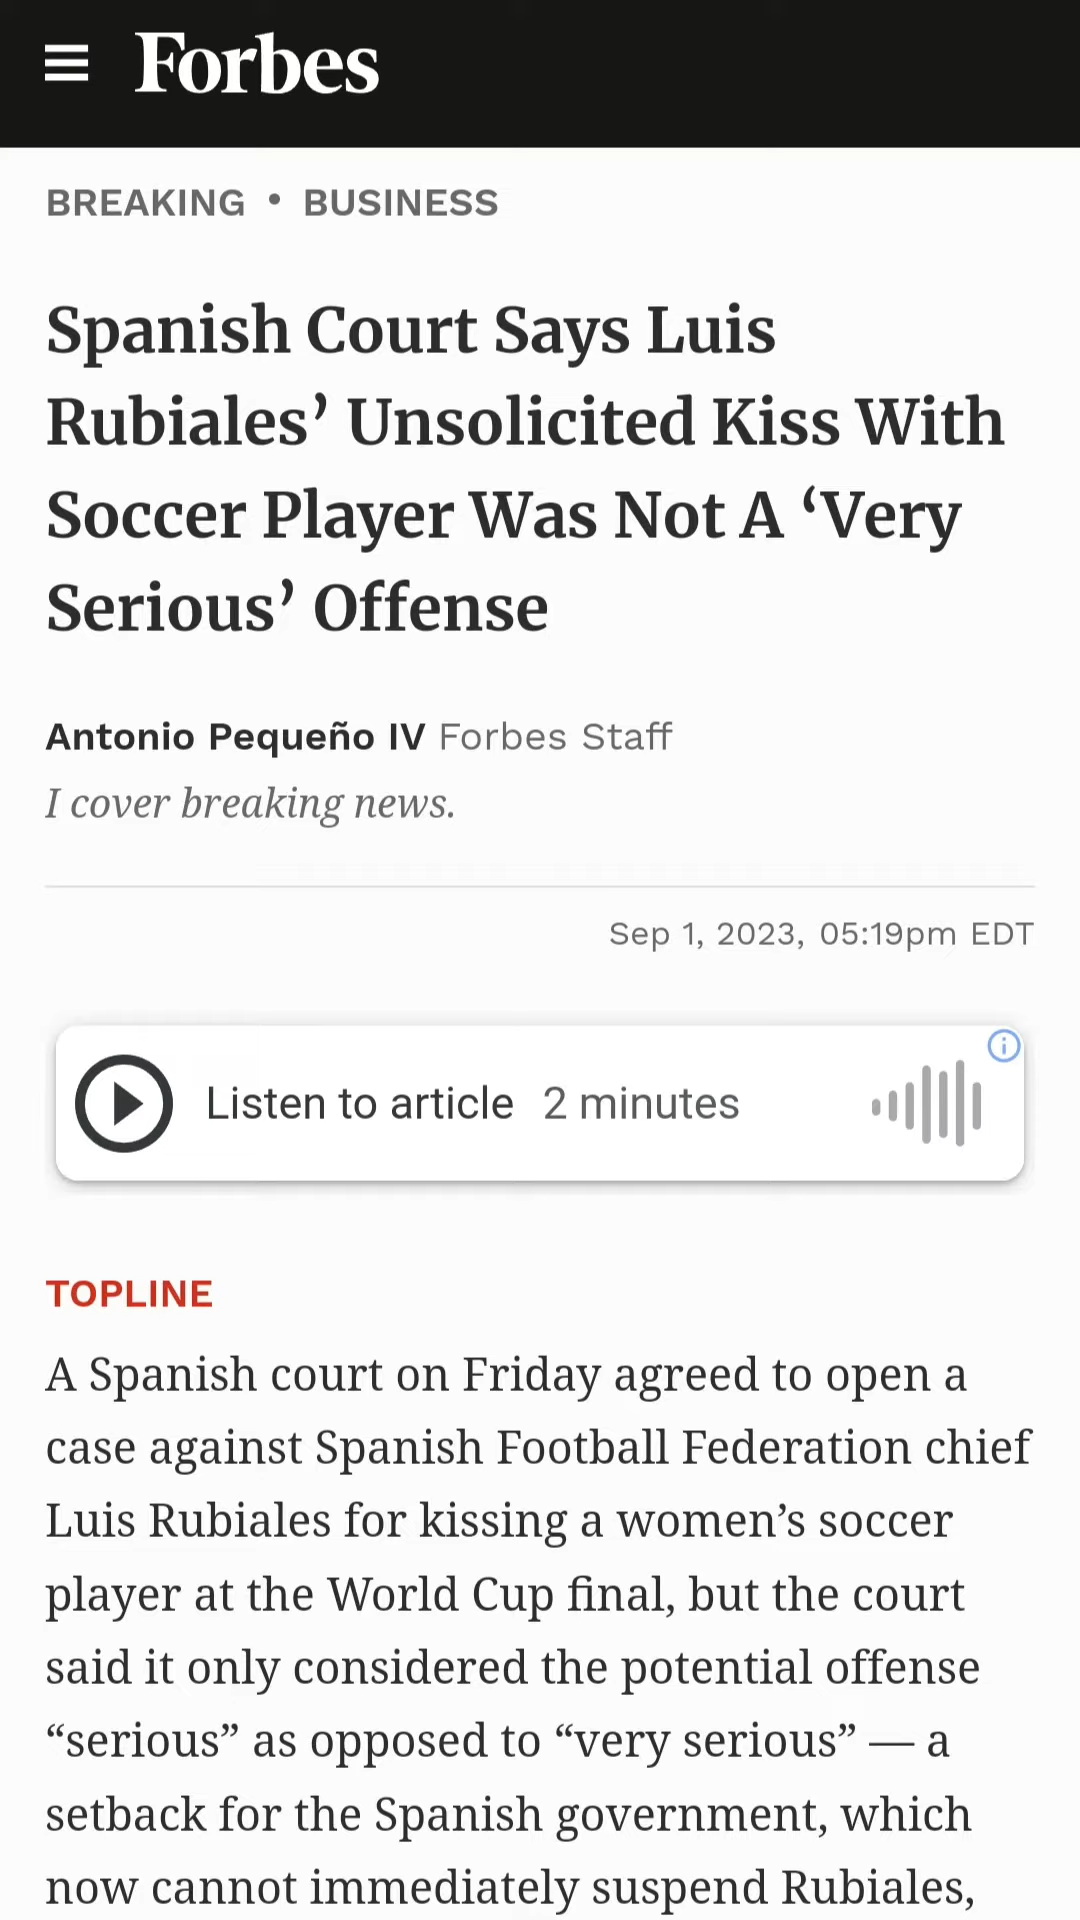 Forbes
BREAKING • BUSINESS
Spanish Court Says Luis
Rubiales’ Unsolicited Kiss With
Soccer Player Was Not A ‘Very
Serious’ Offense
Antonio Pequeño IV Forbes Staff
I cover breaking news.
Sep 1, 2023, 05:19pm EDT
Listen to article 2 minutes
TOPLINE
A Spanish court on Friday agreed to open a
case against Spanish Football Federation chief
Luis Rubiales for kissing a women’s soccer
player at the World Cup final, but the court
said it only considered the potential offense
“serious” as opposed to “very serious” — a
setback for the Spanish government, which
now cannot immediately suspend Rubiales,